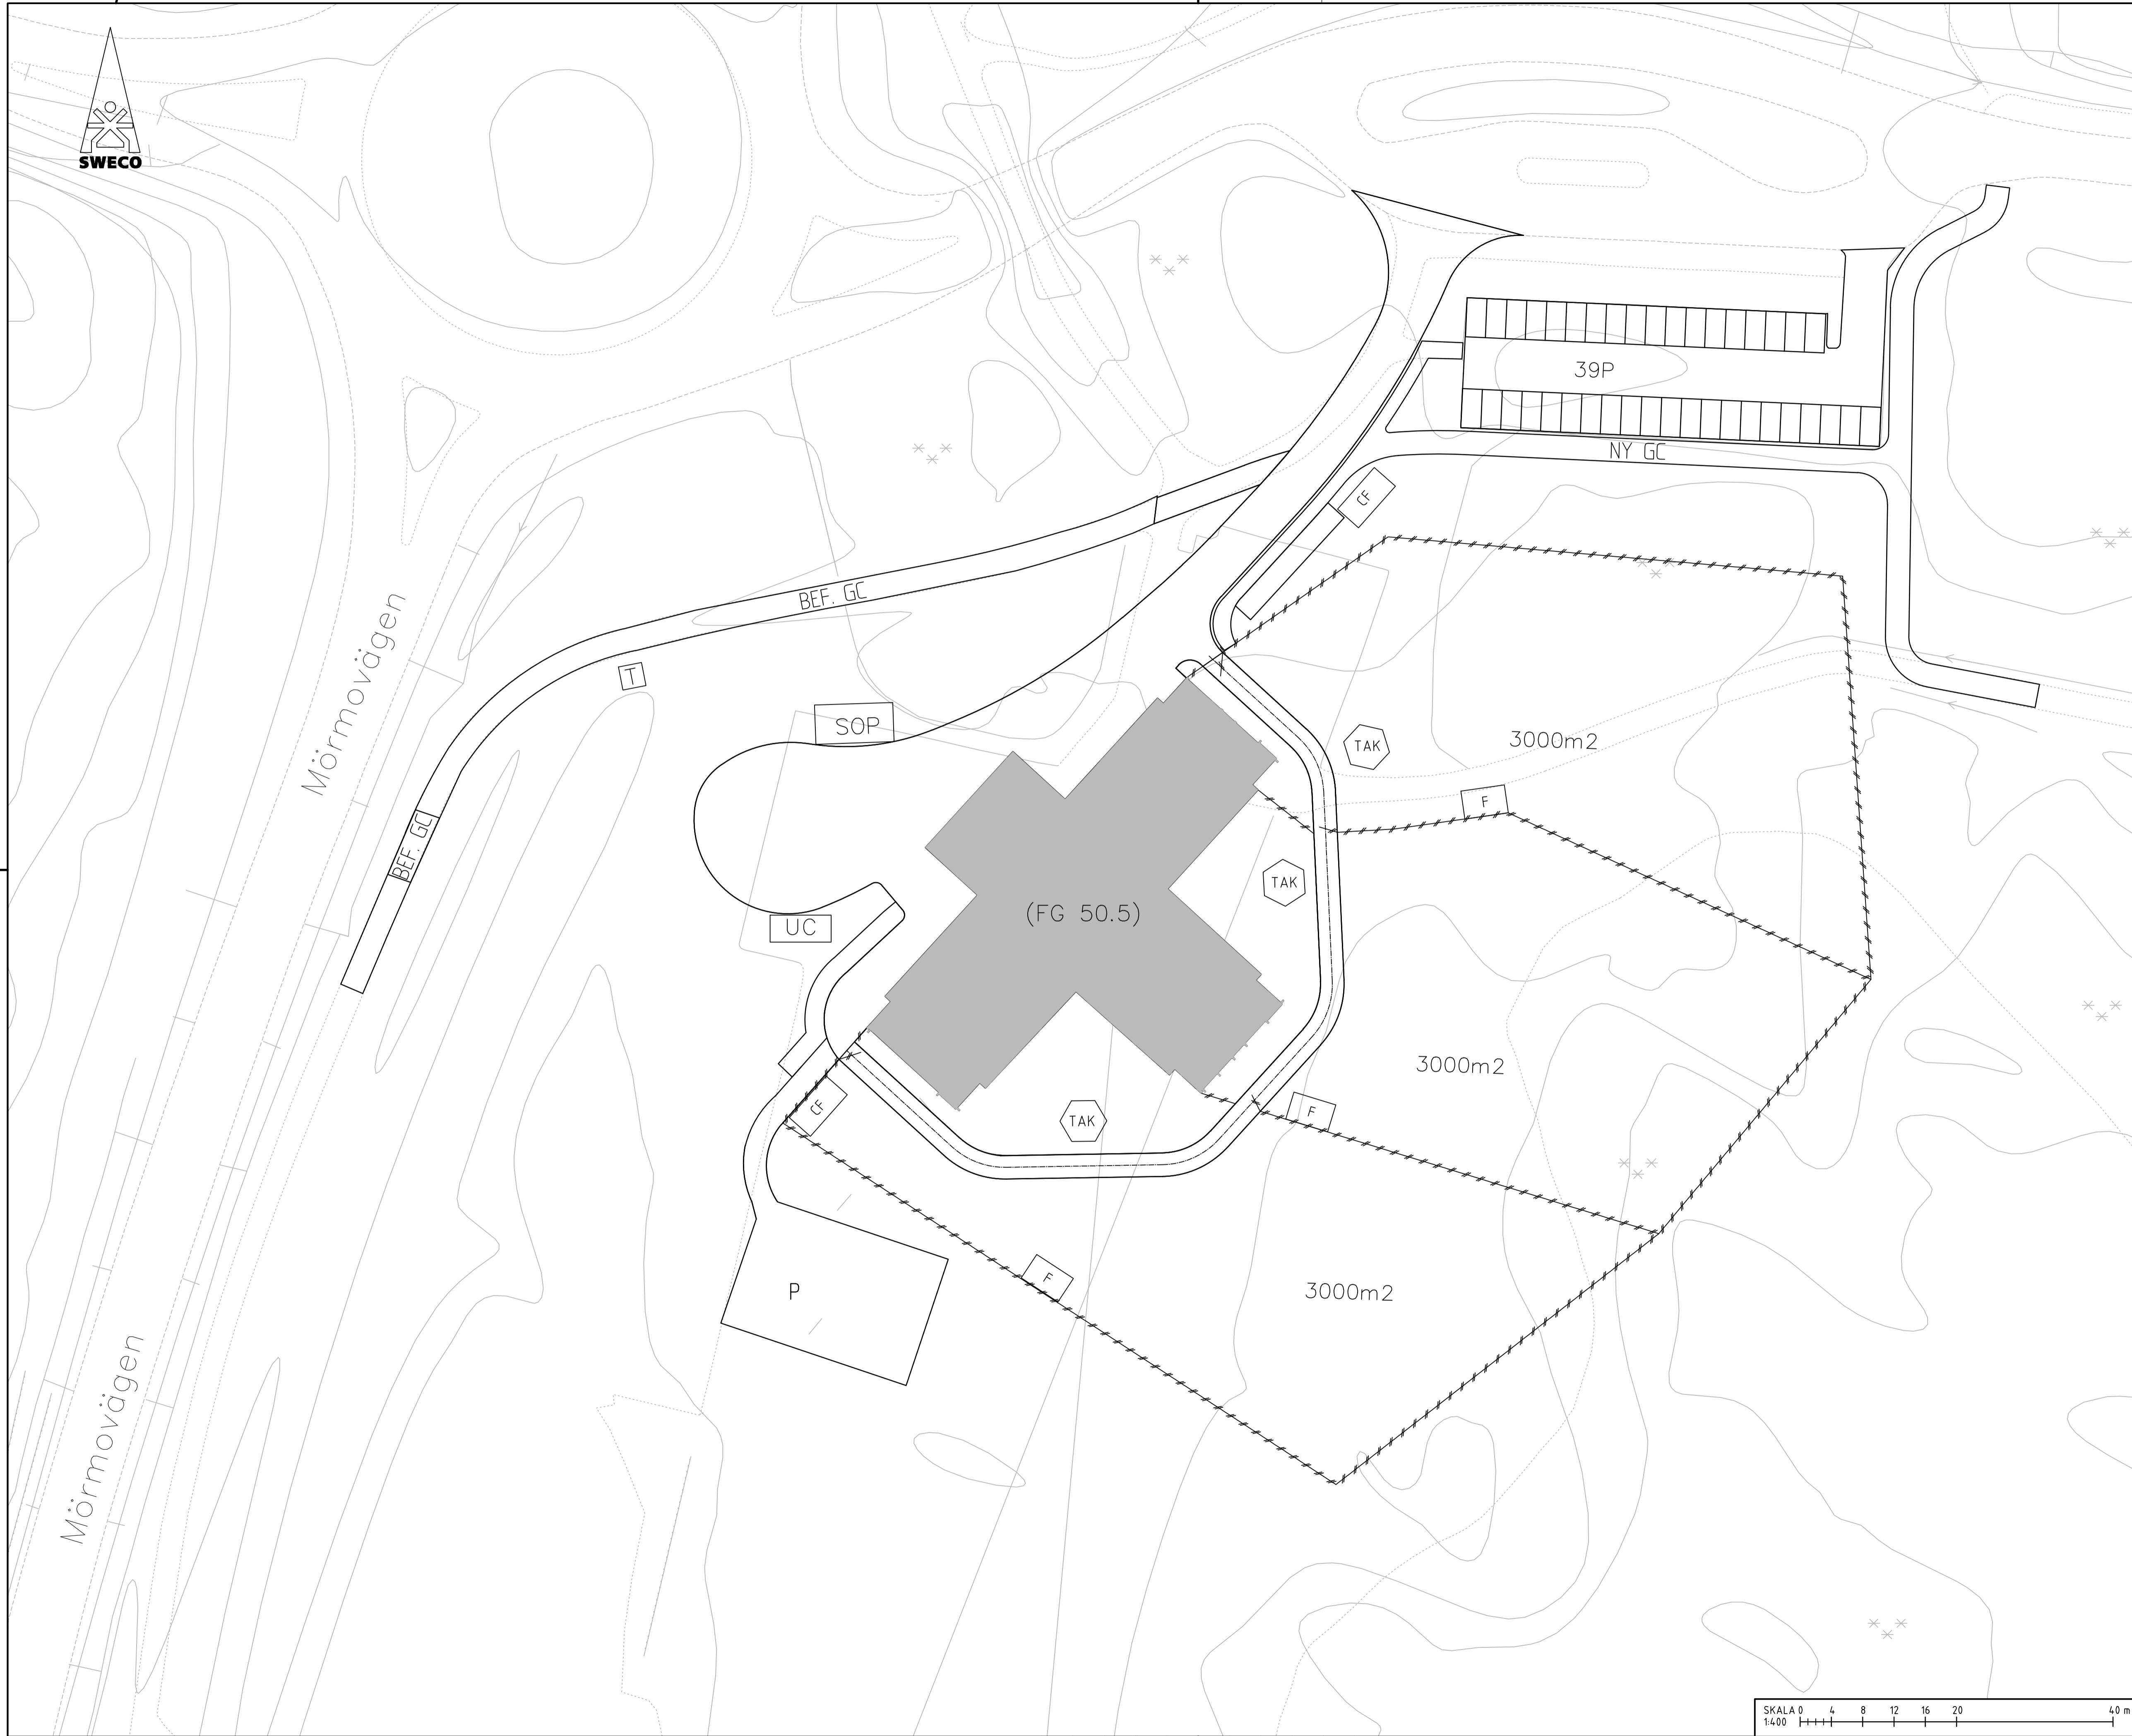 SWECO
39P
NY GC
CF
BEF. GC
Mörmovägen
T
SOP
TAK
3000m2
F
BEF. GC
TAK
(FG 50.5)
UC
3000m2
CF
TAK
F
F
P
3000m2
Mörmovägen
SKALA 0 4 8 12 16 20 40 m
1:400